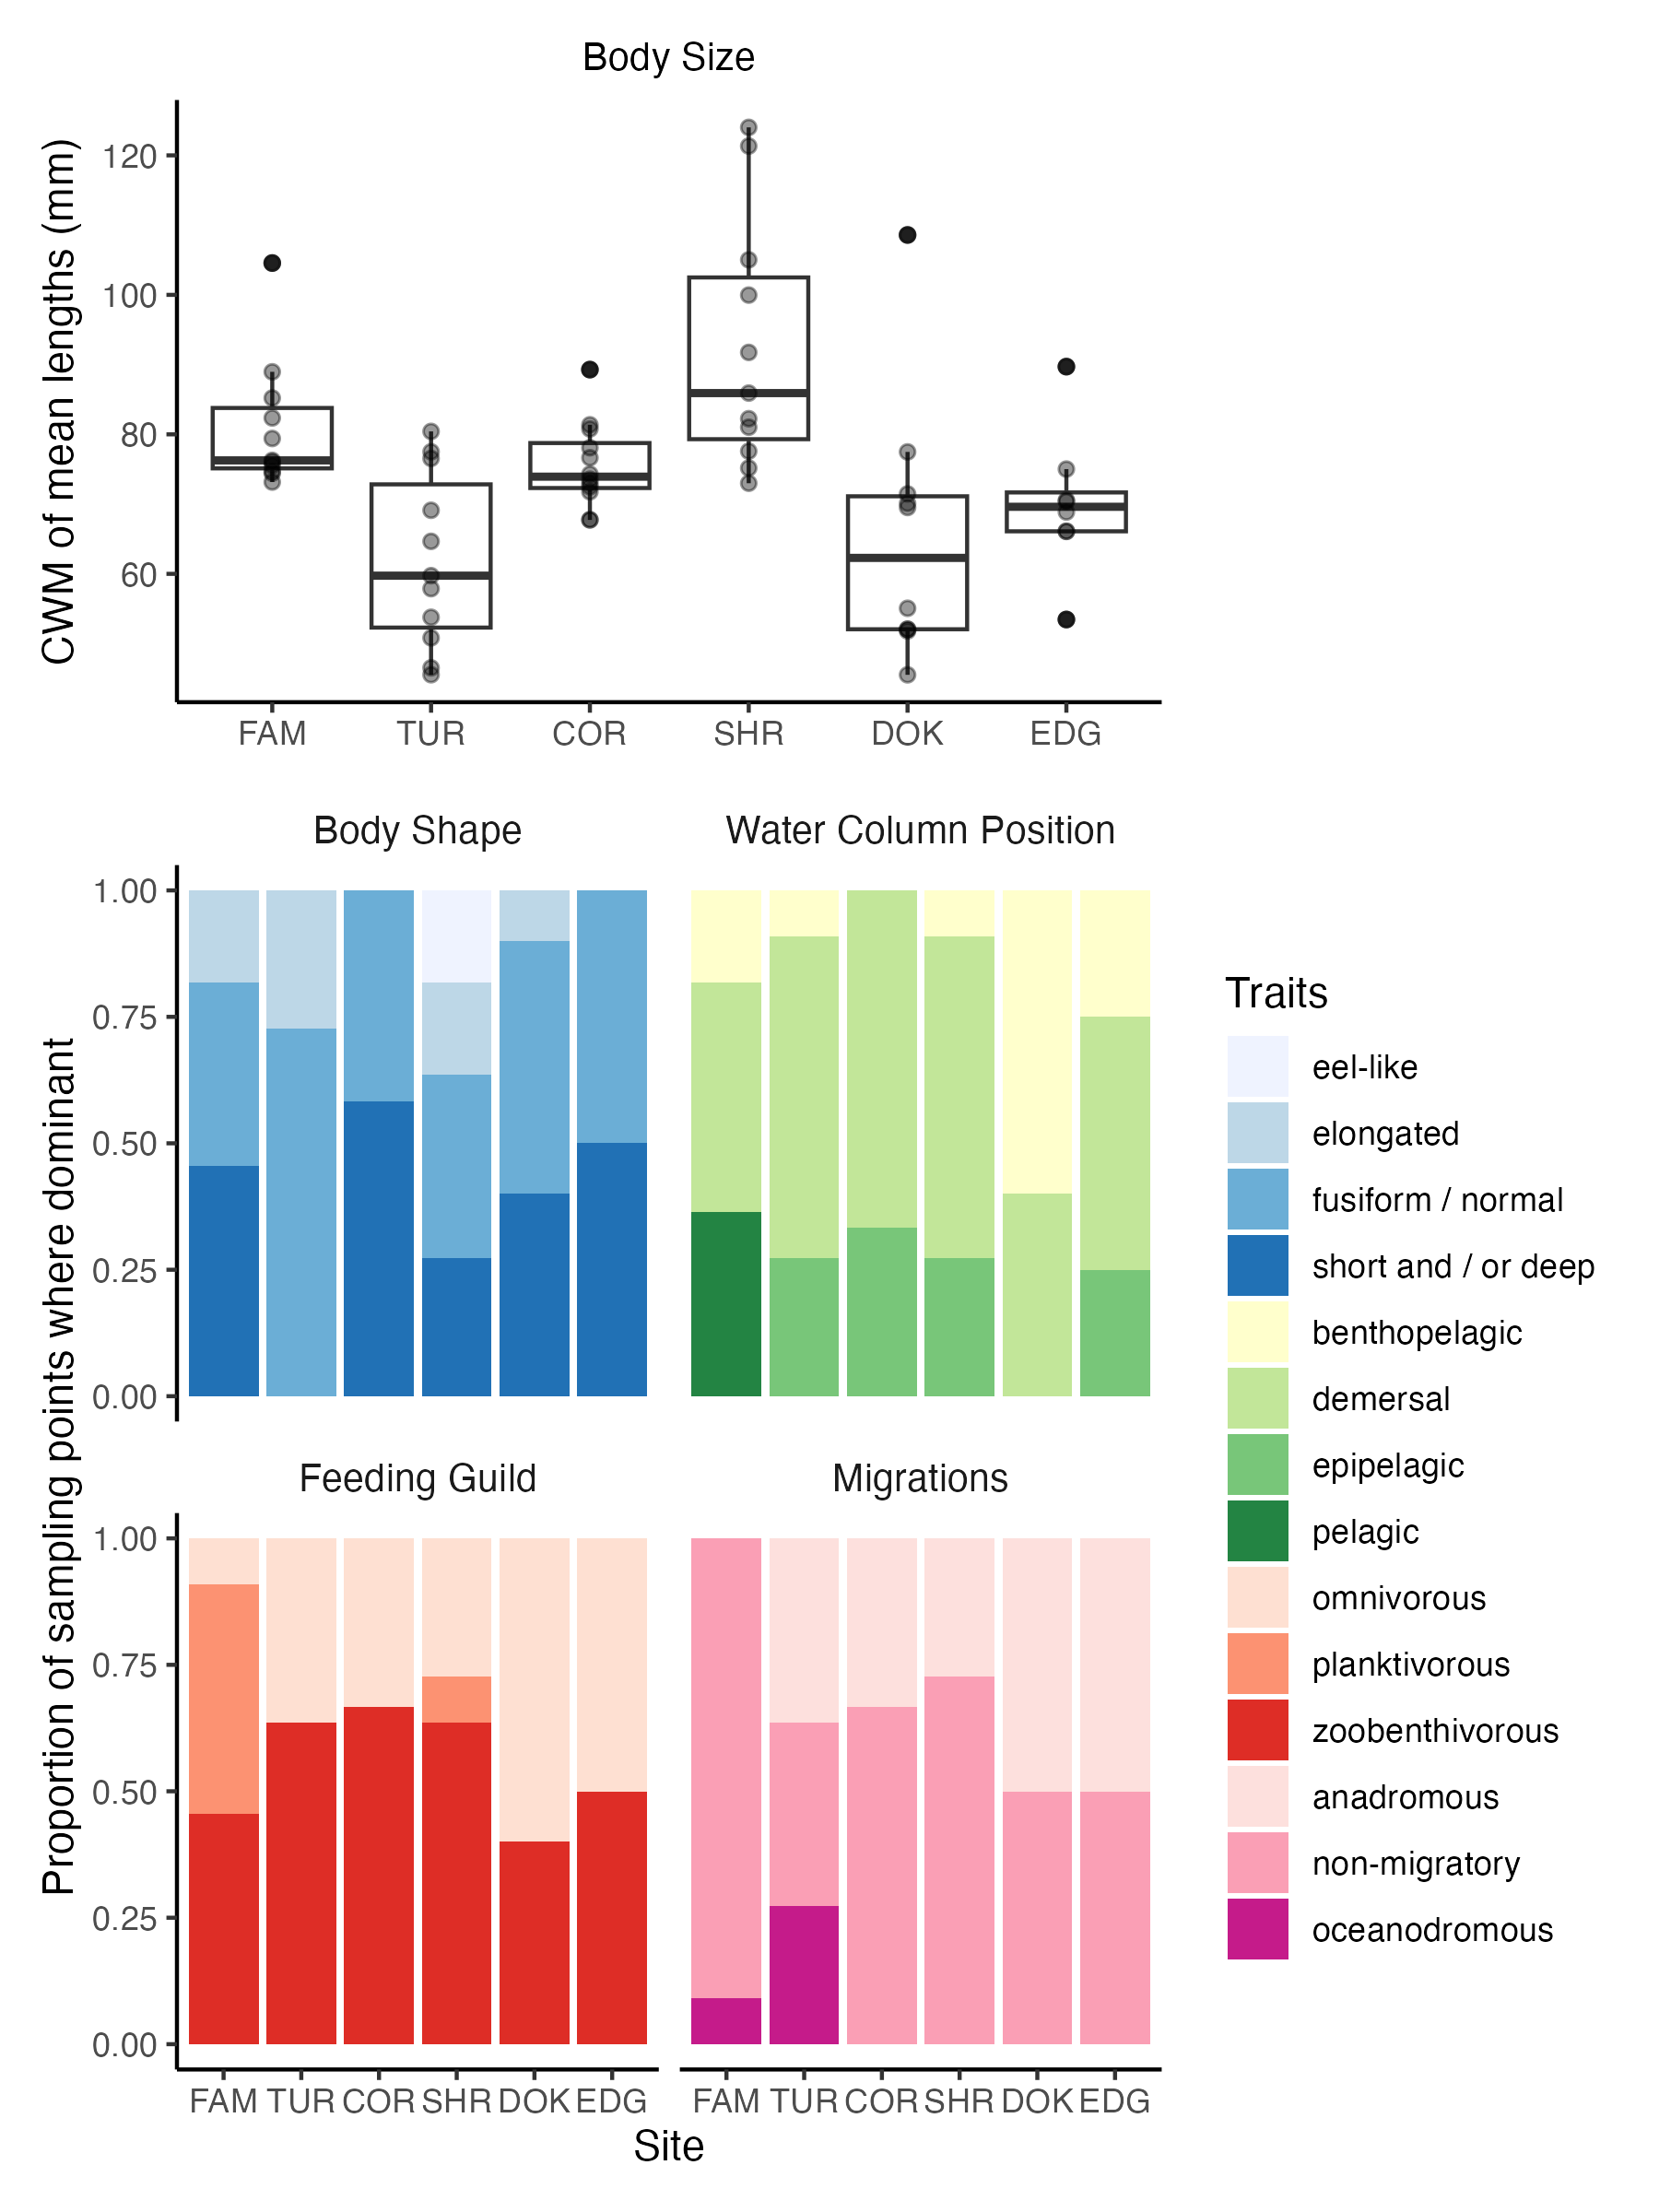 Body Size
CWM of mean lengths (mm)
120
100
80
60
FAM TUR COR SHR DOK EDG
Body Shape
Water Column Position
Proportion of sampling points where dominant
1.00
0.75
0.50
0.25
0.00
Feeding Guild
Migrations
1.00
0.75
0.50
0.25
0.00
FAM TUR COR SHR DOK EDG
FAM TUR COR SHR DOK EDG
Site
Traits
eel-like
elongated
fusiform / normal
short and / or deep
benthopelagic
demersal
epipelagic
pelagic
omnivorous
planktivorous
zoobenthivorous
anadromous
non-migratory
oceanodromous